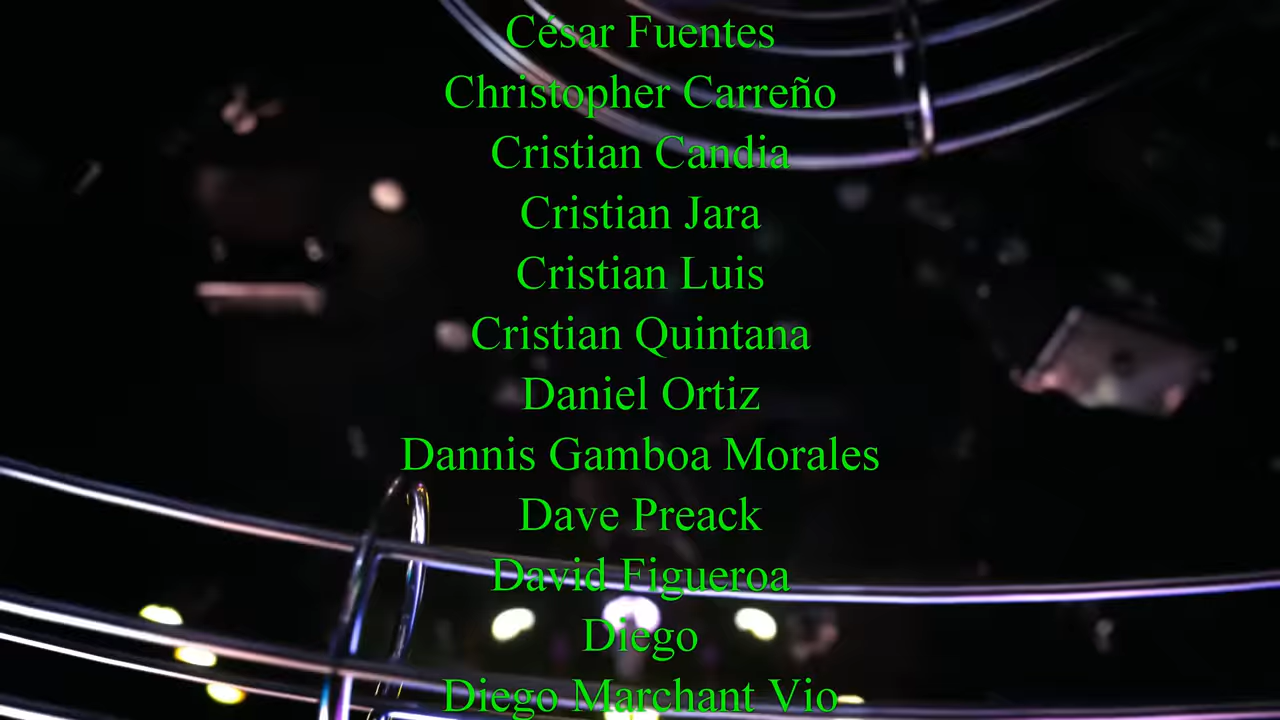 César Fuentes
Christopher Carreño
Cristian Candia
Cristian Jara
Cristian Luis
Cristian Quintana
Daniel Ortiz
Dannis Gamboa Morales
Dave Preack
David Figueroa
Diego
Diego Marchant Vio